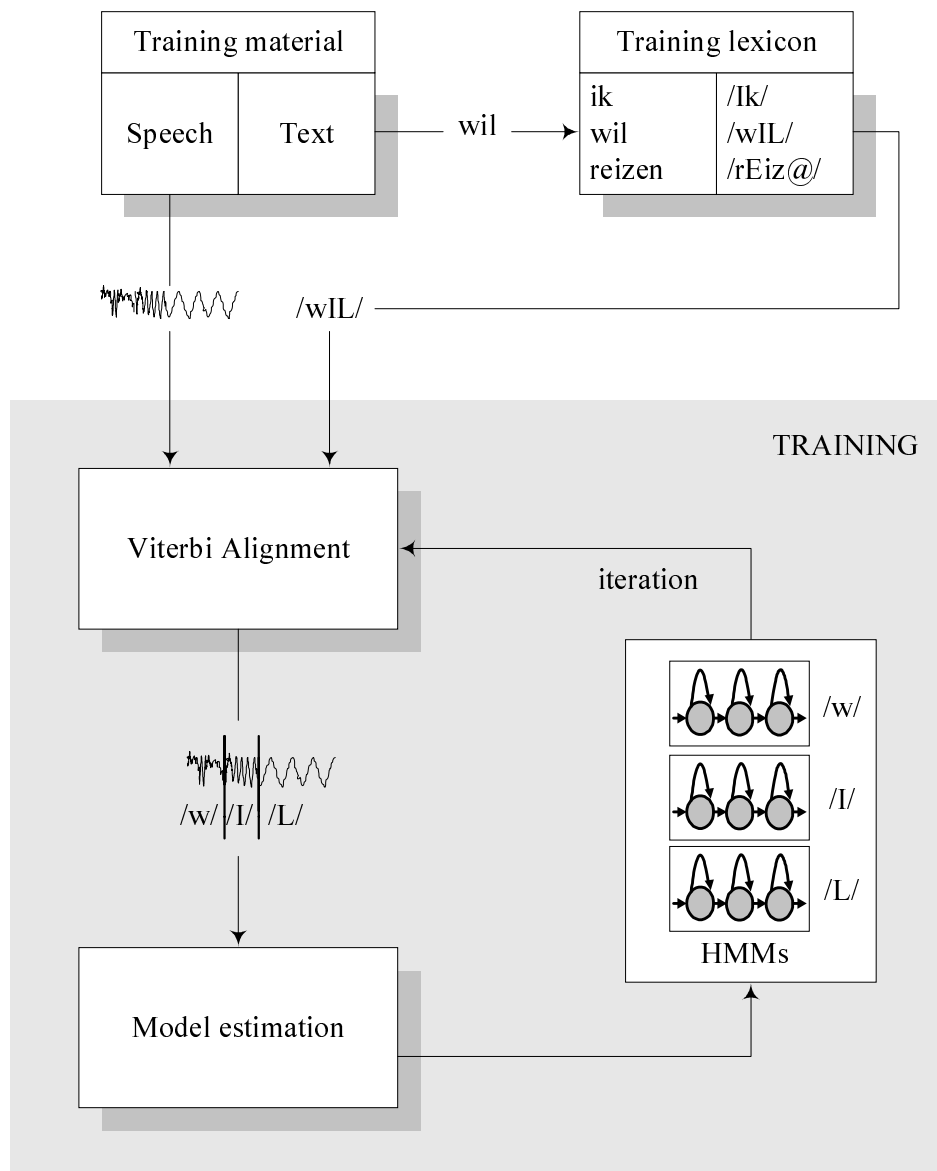 Training material
Speech
Text
wil
Training lexicon
ik /Ik/
wil /wIL/
reizen /rEiz@/
/wIL/
TRAINING
Viterbi Alignment
iteration
/w/ /I/ /L/
/w/
/I/
/L/
HMMs
Model estimation